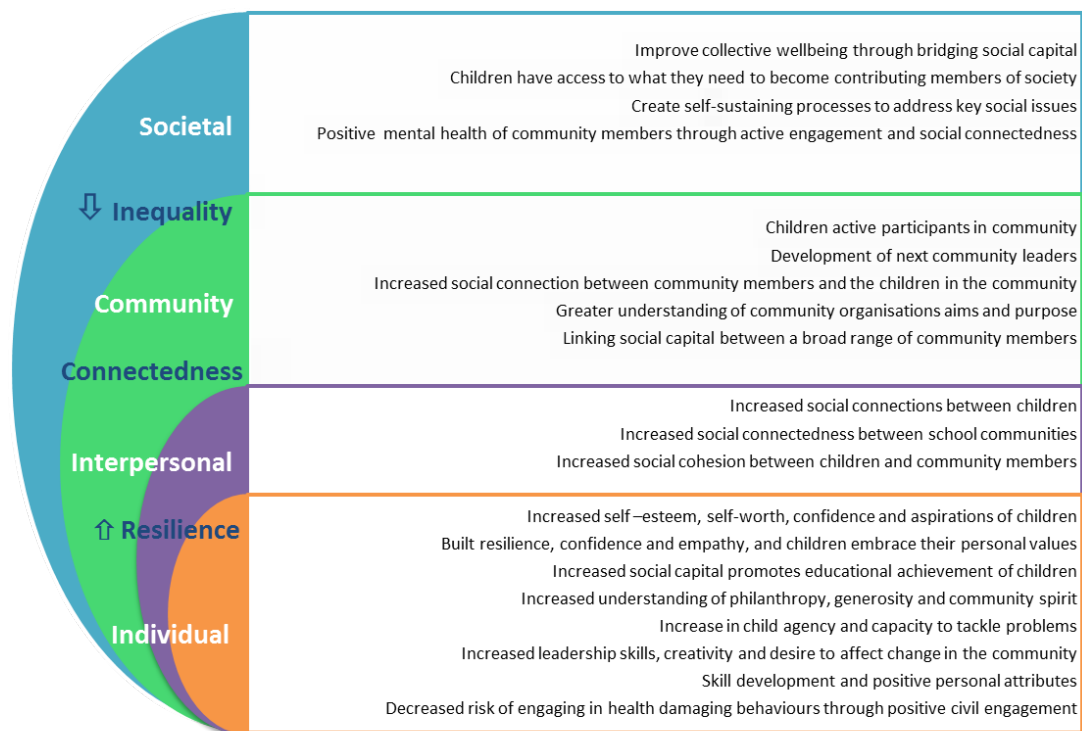 Societal
Improve collective wellbeing through bridging social capital
Children have access to what they need to become contributing members of society
Create self-sustaining processes to address key social issues
Positive mental health of community members through active engagement and social connectedness
⇩ Inequality
Community
Children active participants in community
Development of next community leaders
Increased social connection between community members and the children in the community
Greater understanding of community organisations aims and purpose
Linking social capital between a broad range of community members
Connectedness
Interpersonal
Increased social connections between children
Increased social connectedness between school communities
Increased social cohesion between children and community members
⇧ Resilience
Individual
Increased self –esteem, self-worth, confidence and aspirations of children
Built resilience, confidence and empathy, and children embrace their personal values
Increased social capital promotes educational achievement of children
Increased understanding of philanthropy, generosity and community spirit
Increase in child agency and capacity to tackle problems
Increased leadership skills, creativity and desire to affect change in the community
Skill development and positive personal attributes
Decreased risk of engaging in health damaging behaviours through positive civil engagement